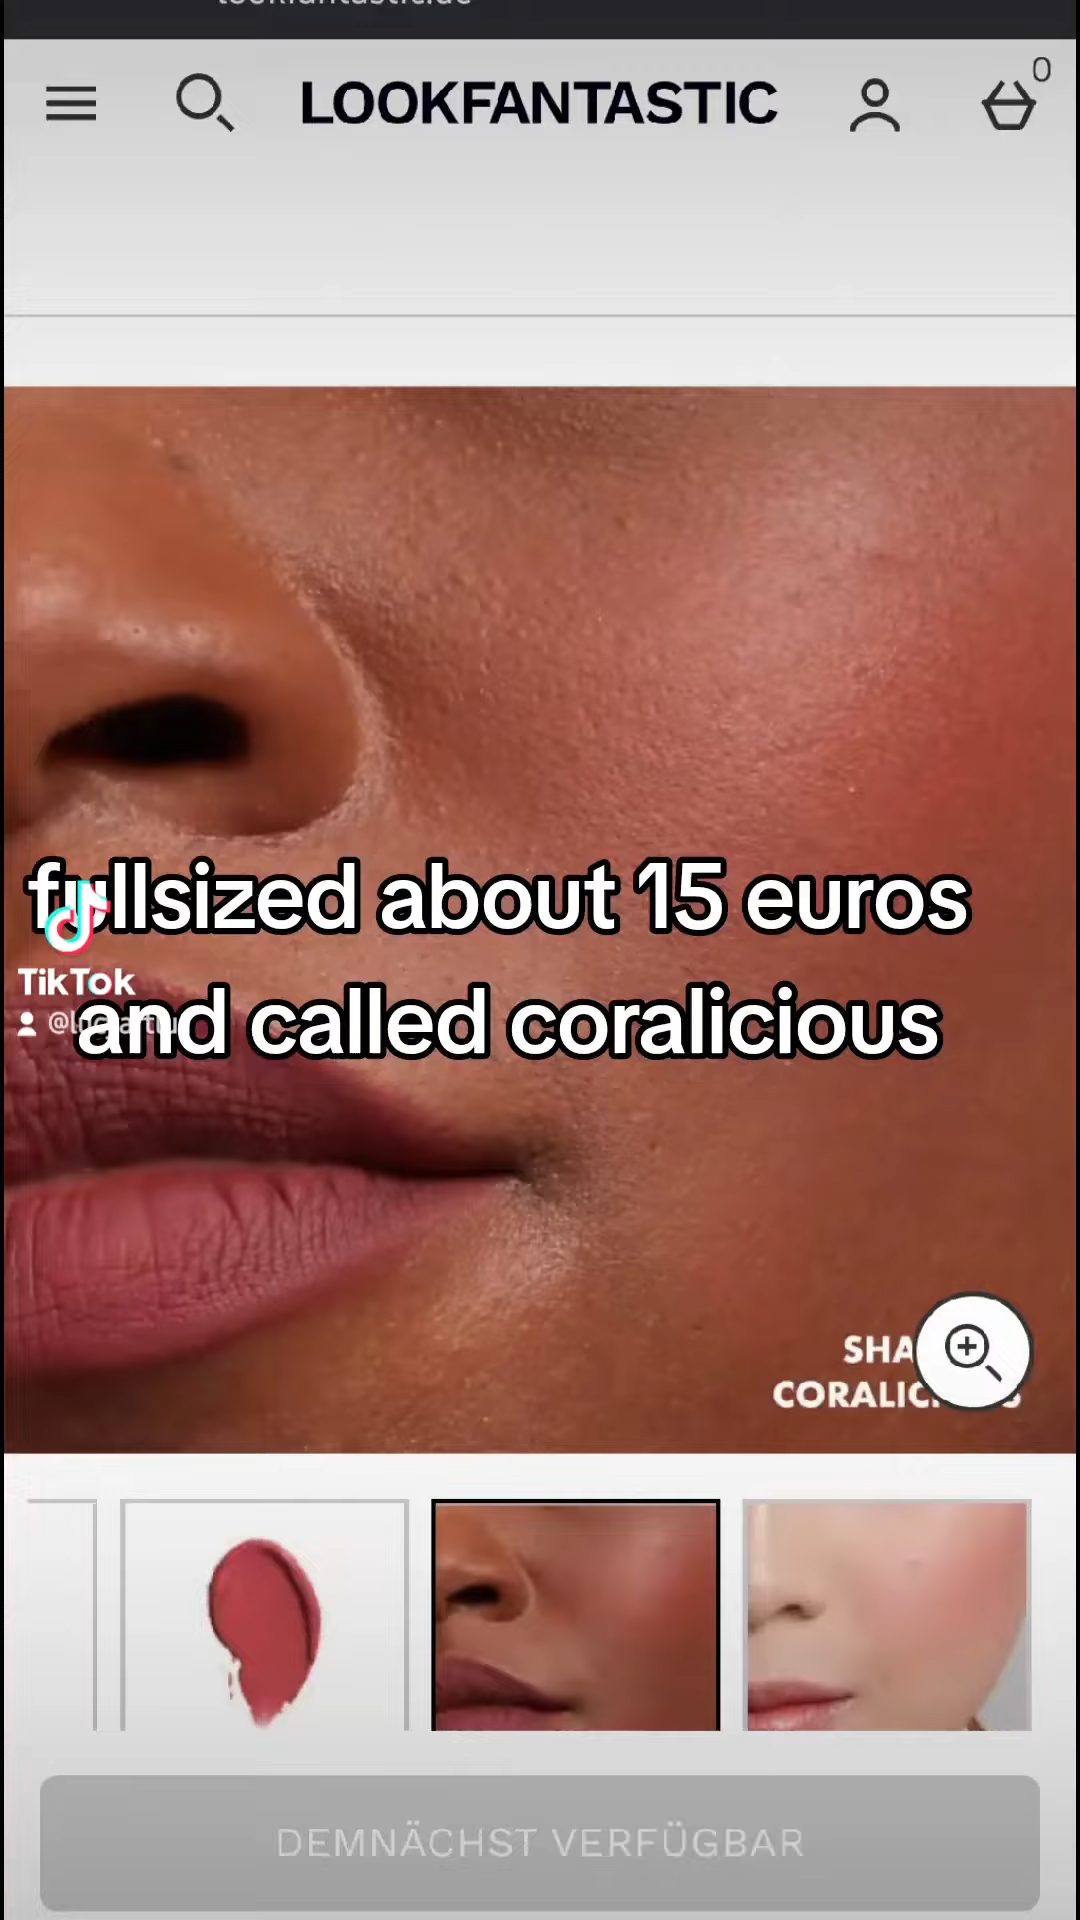 LOOKFANTASTIC
0
fullsized about 15 euros
and called coralicious
TikTok
DEMNÄCHST VERFÜGBAR